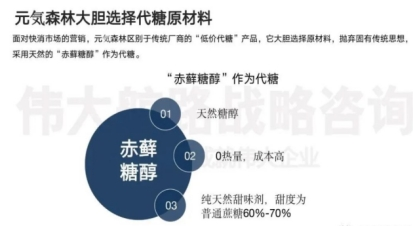 元気森林大胆选择代糖原材料
面对快消市场的营销，元气森林区别于传统厂商的“低价代糖”产品，它大胆选择原材料，抛弃固有传统思想，
采用天然的“赤藓糖醇”作为代糖。
“赤藓糖醇”作为代糖
赤藓
糖醇
01
天然糖醇
02
0热量，成本高
03
纯天然甜味剂，甜度为
普通蔗糖60%-70%
伟大航路战略咨询
企业